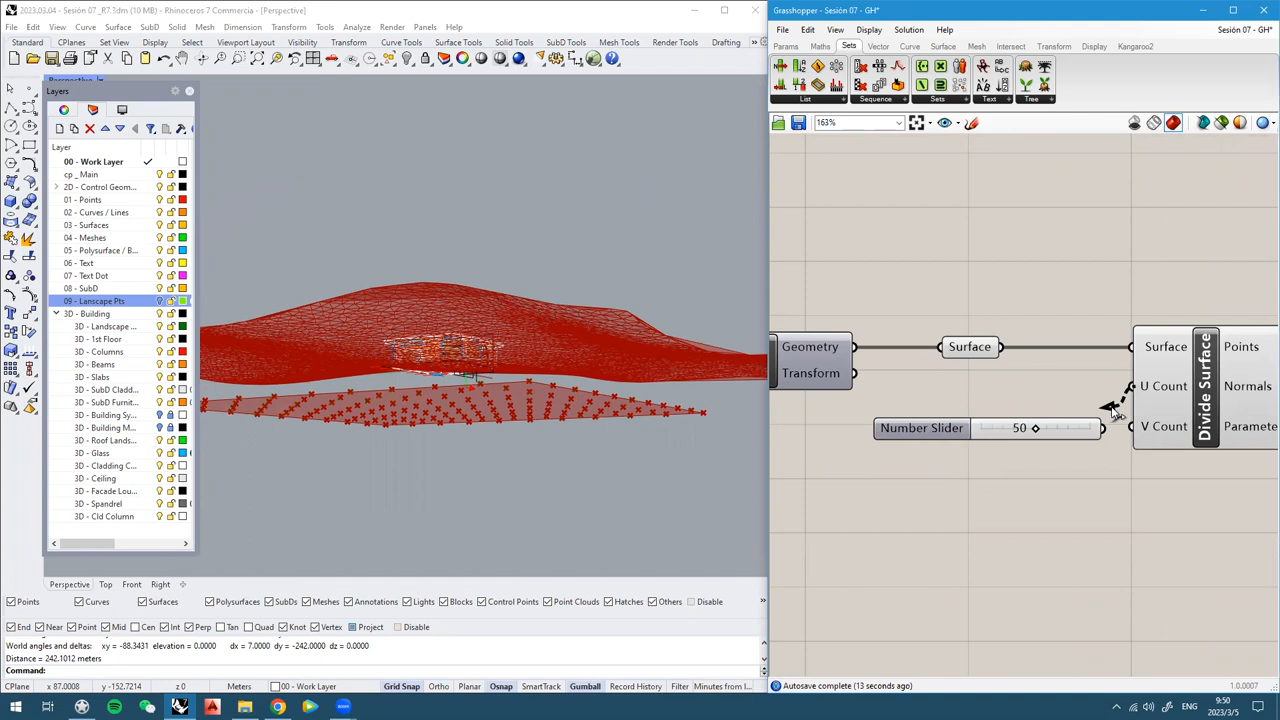 2023.03.04 - Sesión 07_R7.3dm (10 MB) - Rhinoceros 7 Commercial - [Perspective]
File Edit View Curve Surface SubD Solid Mesh Dimension Transform Tools Analyze Render Panels Help
Standard CPlanes Set View Display Select Viewport Layout Visibility Transform Curve Tools Surface Tools Solid Tools SubD Tools Mesh Tools Render Tools Drafting
Perspective
Layers
Layer
00 - Work Layer
cp _ Main
2D - Control Geom...
01 - Points
02 - Curves / Lines
03 - Surfaces
04 - Meshes
05 - Polysurface / B...
06 - Text
07 - Text Dot
08 - SubD
09 - Lanscape Pts
3D - Building
3D - Landscape ...
3D - 1st Floor
3D - Columns
3D - Beams
3D - Slabs
3D - SubD Cladd...
3D - SubD Furnit...
3D - Building Sy...
3D - Building M...
3D - Roof Lands...
3D - Glass
3D - Cladding C...
3D - Ceiling
3D - Facade Lou...
3D - Spandrel
3D - Cld Column
Perspective Top Front Right
Points Curves Surfaces Polysurfaces SubDs Meshes Annotations Lights Blocks Control Points Point Clouds Hatches Others Disable
End Near Point Mid Cen Int Perp Tan Quad Knot Vertex Project Disable
World angles and deltas: xy = -88.3431 elevation = 0.0000 dx = 7.0000 dy = -242.0000 dz = 0.0000
Distance = 242.1012 meters
Command:
CPlane x 87.0008 y -152.7214 z 0 Meters 00 - Work Layer Grid Snap Ortho Planar Osnap SmartTrack Gumball Record History Filter Minutes from l...
Grasshopper - Sesión 07 - GH*
File Edit View Display Solution Help Sesión 07 - GH*
Params Maths Sets Vector Curve Surface Mesh Intersect Transform Display Kangaroo2
List Sequence Sets Text Tree
163%
Geometry
Transform
Surface
Number Slider 50
Surface
U Count
V Count
Divide Surface
Points
Normals
Paramete
Autosave complete (13 seconds ago)
1.0.0007
9:50
2023/3/5